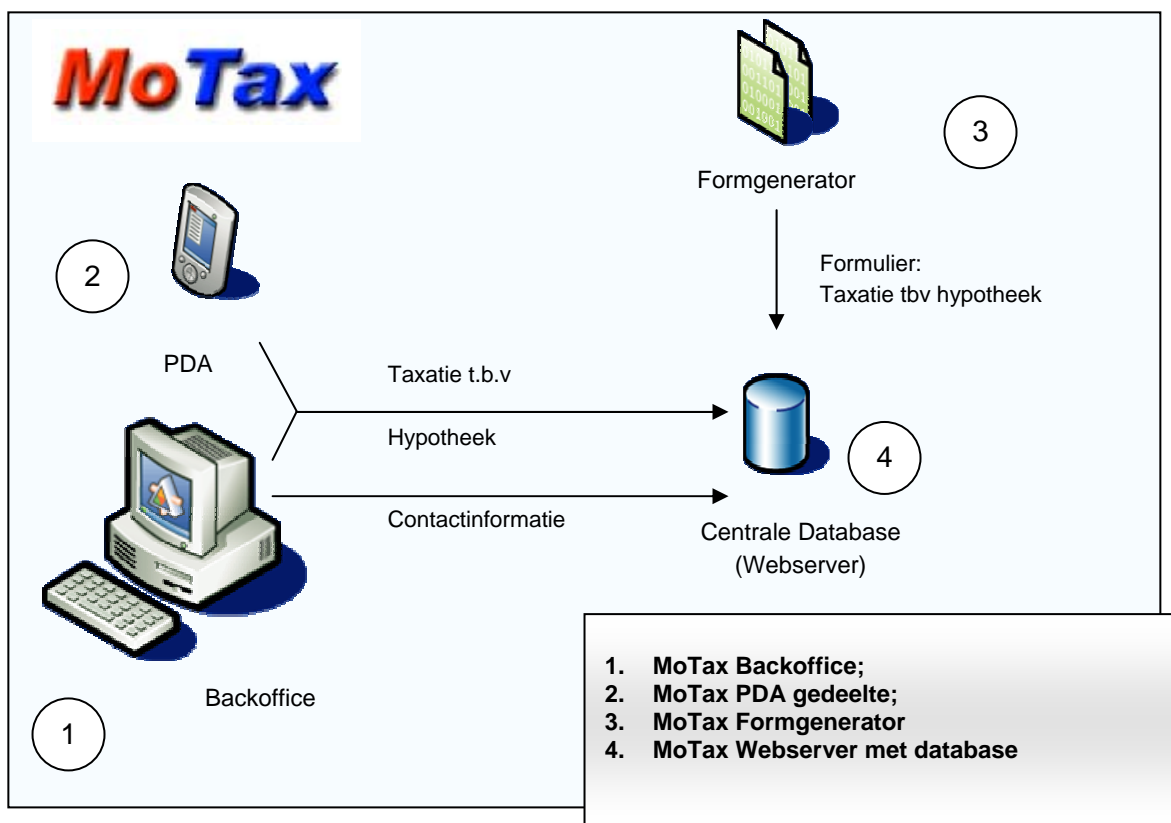 MoTax
3
Formgenerator
Formulier:
Taxatie tbv hypotheek
2
PDA
Taxatie t.b.v
Hypotheek
4
Contactinformatie
Centrale Database
(Webserver)
Backoffice
1
1. MoTax Backoffice;
2. MoTax PDA gedeelte;
3. MoTax Formgenerator
4. MoTax Webserver met database